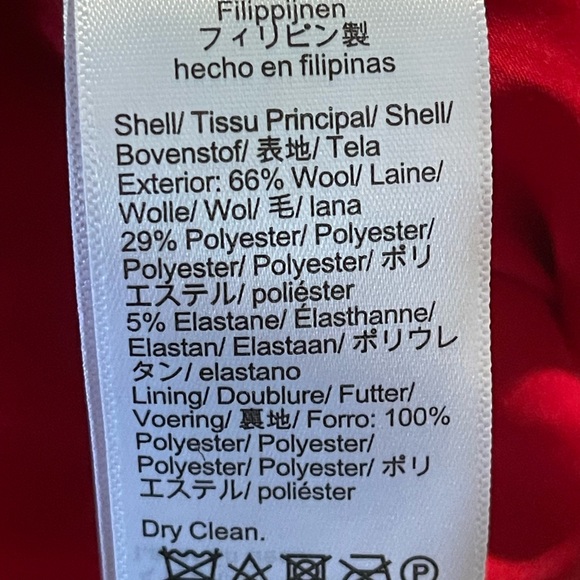 Filippijnen
フィリピン製
hecho en filipinas
Shell/ Tissu Principal/ Shell/
Bovenstof/ 表地/ Tela
Exterior: 66% Wool/ Laine/
Wolle/ Wol/ 毛/ lana
29% Polyester/ Polyester/
Polyester/ Polyester/ ポリ
エステル/ poliéster
5% Elastane/ Élasthanne/
Elastan/ Elastaan/ ポリウレ
タン/ elastano
Lining/ Doublure/ Futter/
Voering/ 裏地/ Forro: 100%
Polyester/ Polyester/
Polyester/ Polyester/ ポリ
エステル/ poliéster
Dry Clean.
P